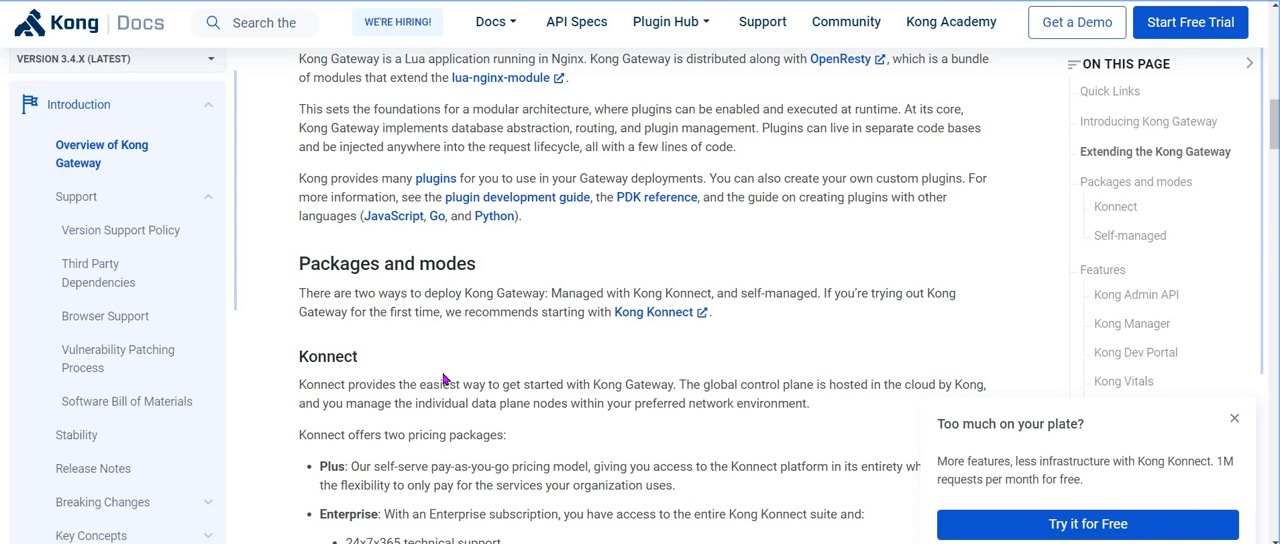 Kong Docs
Search the
WE'RE HIRING!
Docs
API Specs
Plugin Hub
Support
Community
Kong Academy
Get a Demo
Start Free Trial
VERSION 3.4.X (LATEST)
Introduction
Overview of Kong
Gateway
Support
Version Support Policy
Third Party
Dependencies
Browser Support
Vulnerability Patching
Process
Software Bill of Materials
Stability
Release Notes
Breaking Changes
Key Concepts
Kong Gateway is a Lua application running in Nginx. Kong Gateway is distributed along with OpenResty, which is a bundle
of modules that extend the lua-nginx-module.
This sets the foundations for a modular architecture, where plugins can be enabled and executed at runtime. At its core,
Kong Gateway implements database abstraction, routing, and plugin management. Plugins can live in separate code bases
and be injected anywhere into the request lifecycle, all with a few lines of code.
Kong provides many plugins for you to use in your Gateway deployments. You can also create your own custom plugins. For
more information, see the plugin development guide, the PDK reference, and the guide on creating plugins with other
languages (JavaScript, Go, and Python).
Packages and modes
There are two ways to deploy Kong Gateway: Managed with Kong Konnect, and self-managed. If you're trying out Kong
Gateway for the first time, we recommends starting with Kong Konnect.
Konnect
Konnect provides the easiest way to get started with Kong Gateway. The global control plane is hosted in the cloud by Kong,
and you manage the individual data plane nodes within your preferred network environment.
Konnect offers two pricing packages:
• Plus: Our self-serve pay-as-you-go pricing model, giving you access to the Konnect platform in its entirety wh
the flexibility to only pay for the services your organization uses.
• Enterprise: With an Enterprise subscription, you have access to the entire Kong Konnect suite and:
24x7x365 technical support
ON THIS PAGE
Quick Links
Introducing Kong Gateway
Extending the Kong Gateway
Packages and modes
Konnect
Self-managed
Features
Kong Admin API
Kong Manager
Kong Dev Portal
Kong Vitals
Too much on your plate?
More features, less infrastructure with Kong Konnect. 1M
requests per month for free.
Try it for Free